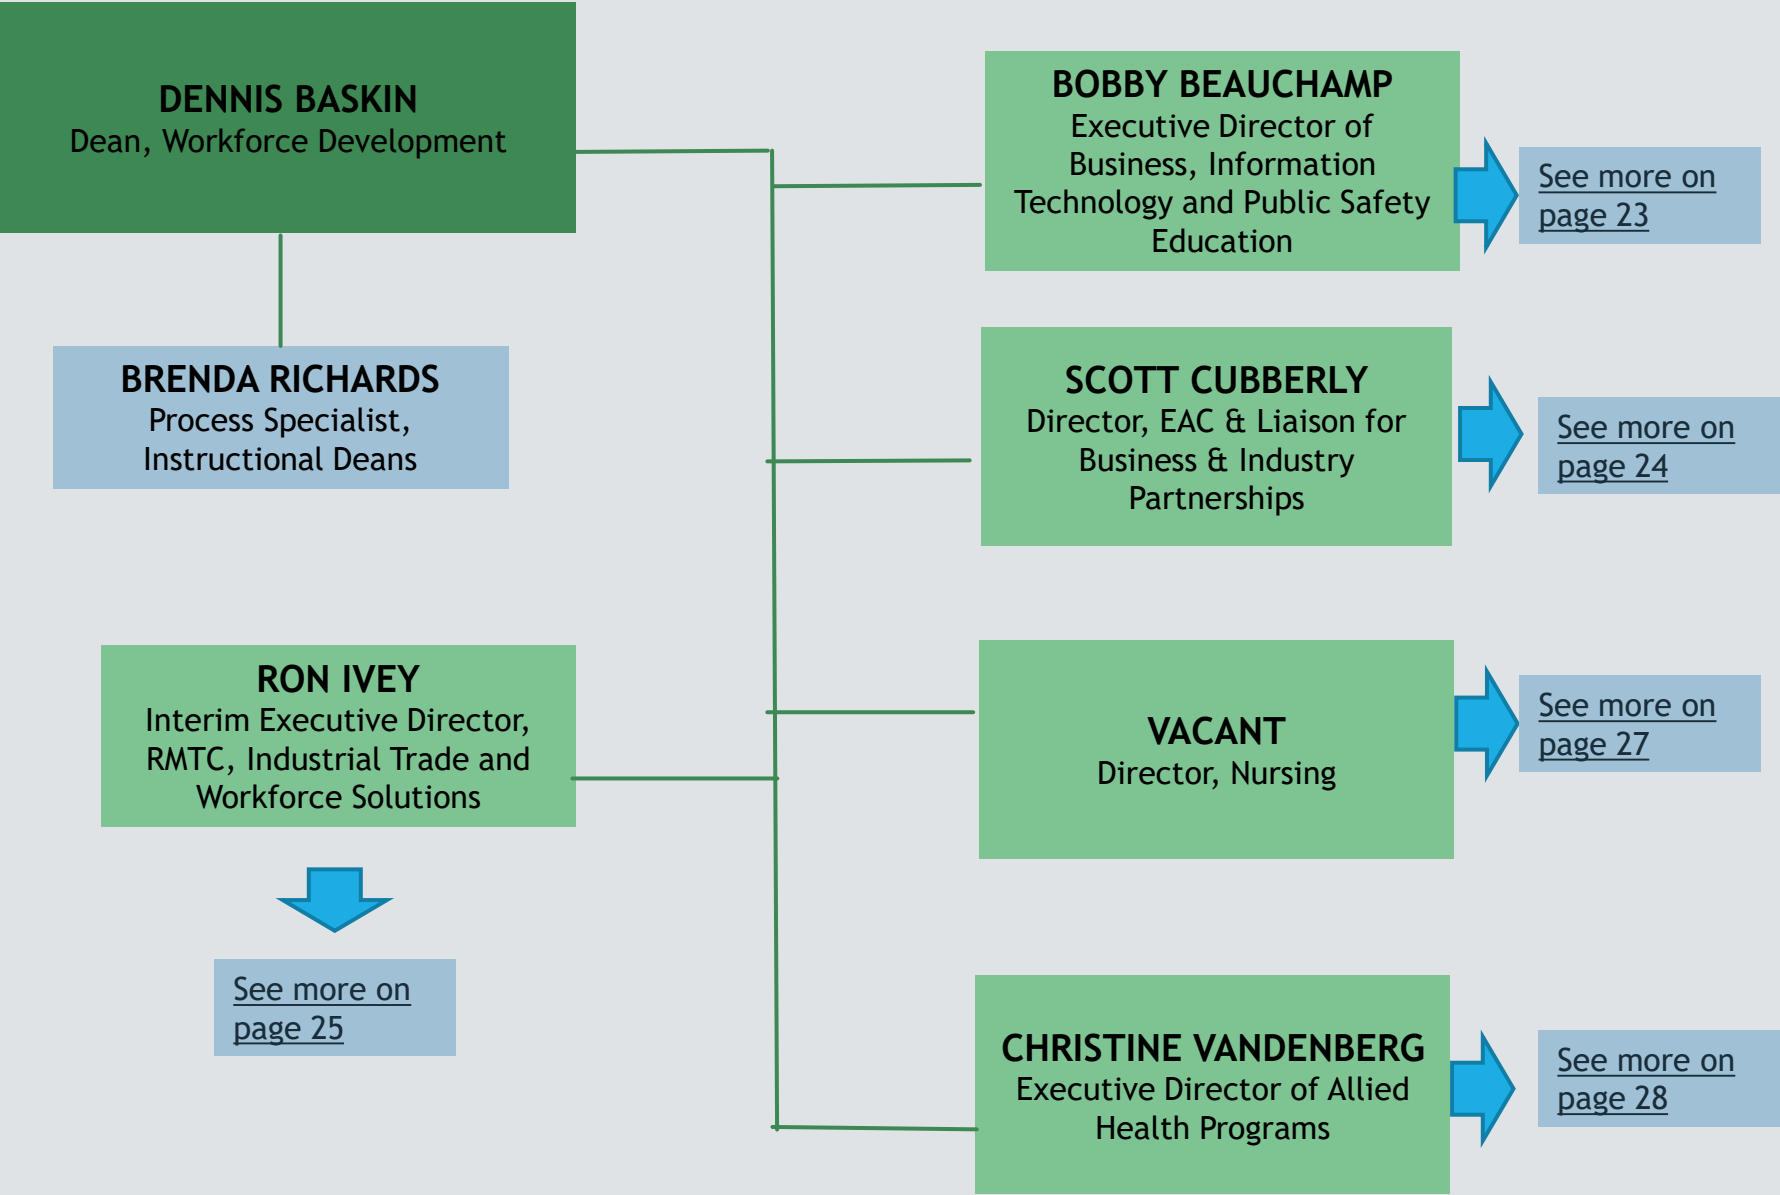 DENNIS BASKIN
Dean, Workforce Development
BRENDA RICHARDS
Process Specialist,
Instructional Deans
RON IVEY
Interim Executive Director,
RMTC, Industrial Trade and
Workforce Solutions
See more on
page 25
BOBBY BEAUCHAMP
Executive Director of
Business, Information
Technology and Public Safety
Education
See more on
page 23
SCOTT CUBBERLY
Director, EAC & Liaison for
Business & Industry
Partnerships
See more on
page 24
VACANT
Director, Nursing
See more on
page 27
CHRISTINE VANDENBERG
Executive Director of Allied
Health Programs
See more on
page 28